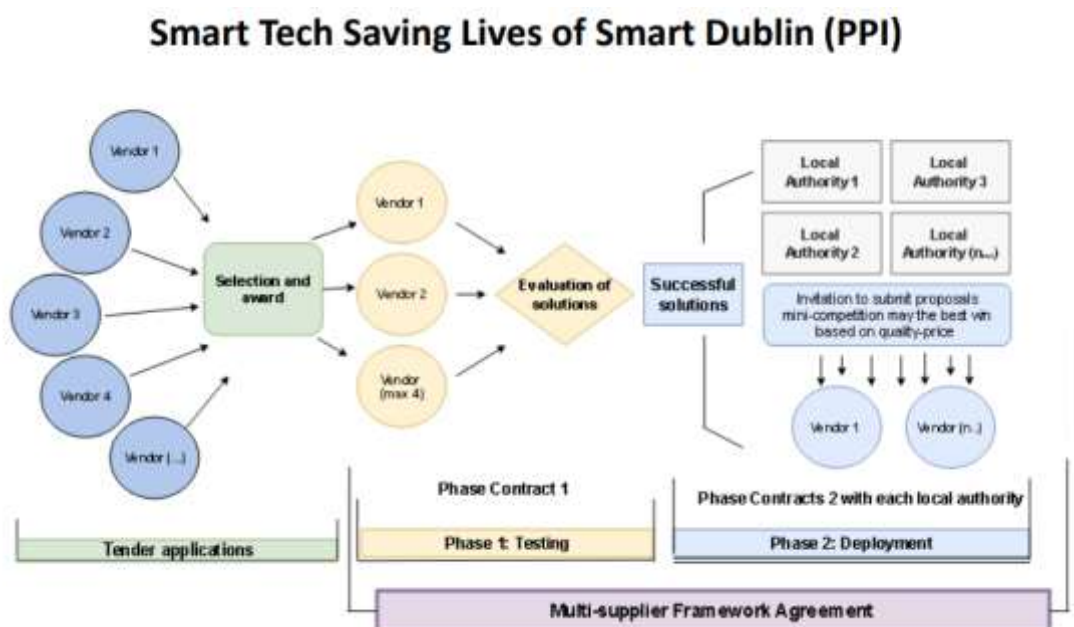 Smart Tech Saving Lives of Smart Dublin (PPI)
Vendor 1
Vendor 2
Vendor 3
Vendor 4
Vendor (...)
Selection and
award
Vendor 1
Vendor 2
Vendor
(max 4)
Evaluation of
solutions
Successful
solutions
Local
Authority 1
Local
Authority 3
Local
Authority 2
Local
Authority (n...)
Invitation to submit proposals
mini-competition may the best win
based on quality-price
Vendor 1
Vendor (n..)
Phase Contract 1
Phase Contracts 2 with each local authority
Tender applications
Phase 1: Testing
Phase 2: Deployment
Multi-supplier Framework Agreement